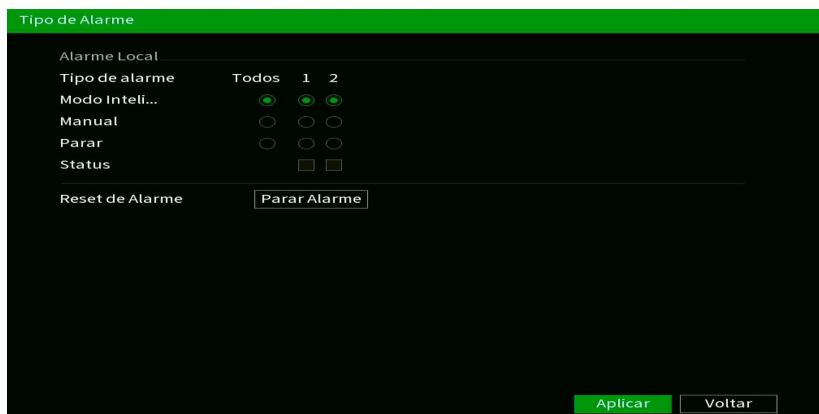 Tipo de Alarme
Alarme Local
Tipo de alarme Todos 1 2
Modo Inteli...
Manual
Parar
Status
Reset de Alarme Parar Alarme
Aplicar Voltar